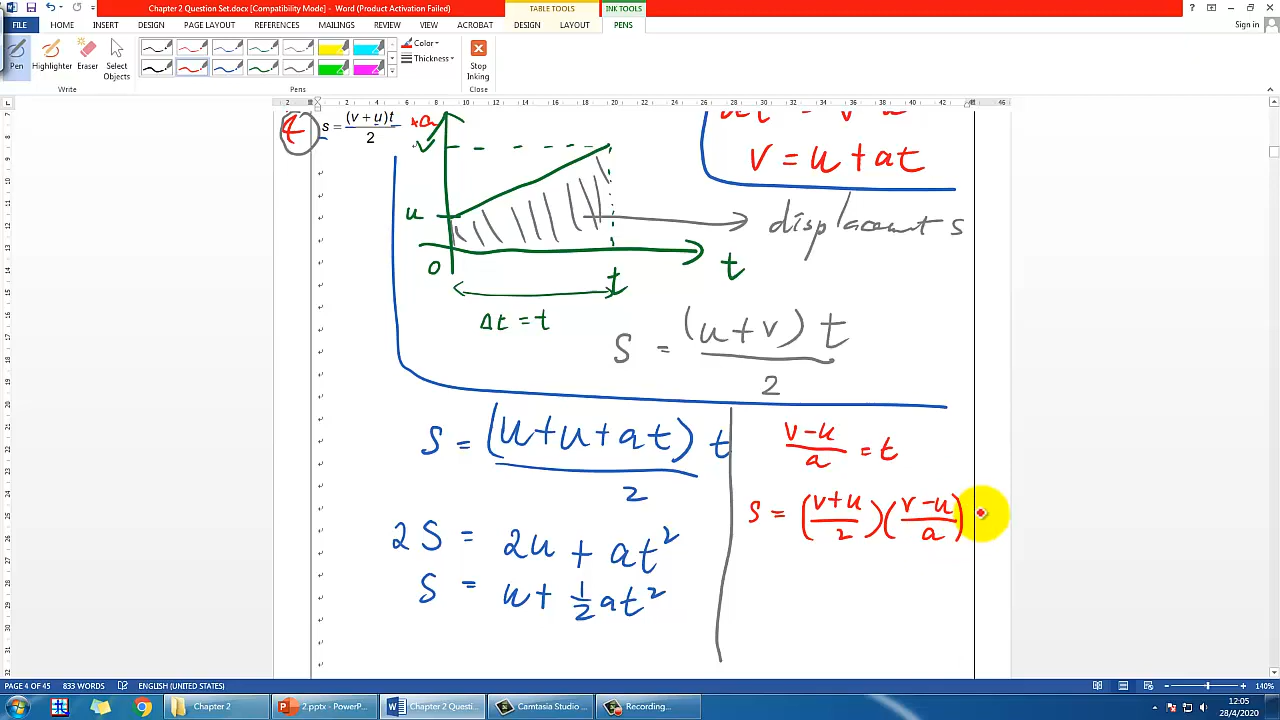 Chapter 2 Question Set.docx [Compatibility Mode] - Word (Product Activation Failed)
TABLE TOOLS
INK TOOLS
FILE HOME INSERT DESIGN PAGE LAYOUT REFERENCES MAILINGS REVIEW VIEW ACROBAT DESIGN LAYOUT PENS
Sign in
Pen Highlighter Eraser Select Objects
Color
Thickness
Stop Inking
Write
Pens
Close
s = (v + u)t / 2
+a
v
v = u + at
u
displacement s
0
t
t
Δt = t
s = (u+v) t / 2
s = (u+u+at) t / 2
2s = 2u + at²
s = u + ½at²
v-u / a = t
s = (v+u / 2)(v-u / a)
PAGE 4 OF 45 833 WORDS ENGLISH (UNITED STATES)
140%
Chapter 2
2.pptx - PowerP...
Chapter 2 Questi...
Camtasia Studio ...
Recording...
12:05
28/4/2020